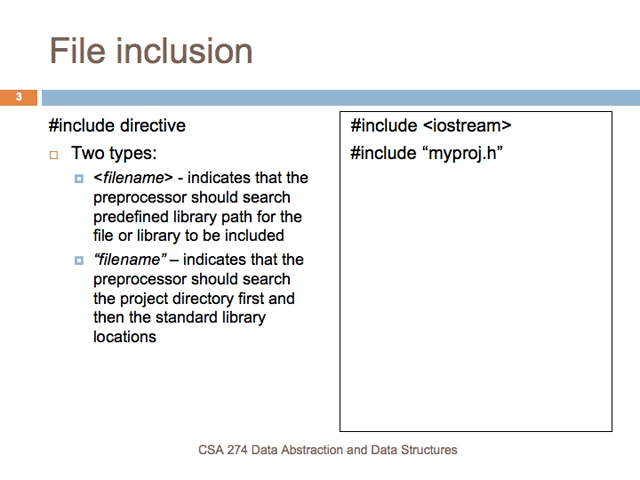 File inclusion
3
#include directive
Two types:
<filename> - indicates that the
preprocessor should search
predefined library path for the
file or library to be included
“filename” – indicates that the
preprocessor should search
the project directory first and
then the standard library
locations
#include <iostream>
#include “myproj.h”
CSA 274 Data Abstraction and Data Structures